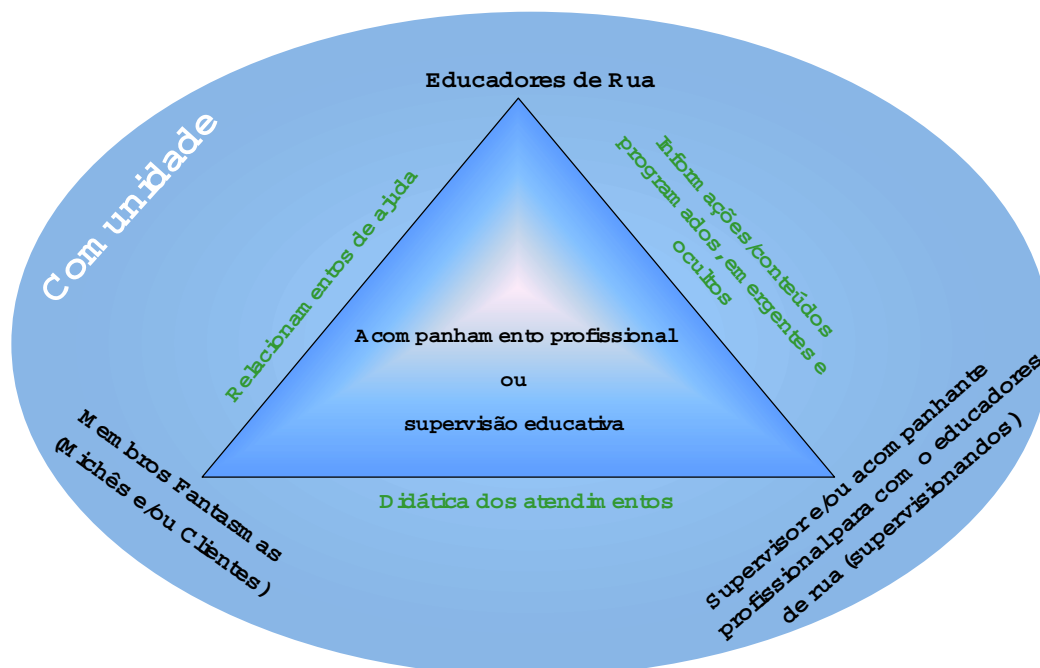 Educadores de Rua
Comunidade
Relacionamentos de ajuda
Informações/conteúdos
programados, emergentes e
ocultos
Acompanhamento profissional
ou
supervisão educativa
Membros Fantasmas
(Michês e/ou Clientes)
Didática dos atendimentos
Supervisor e/ou acompanhante
profissional para com o educadores
de rua (supervisionandos)